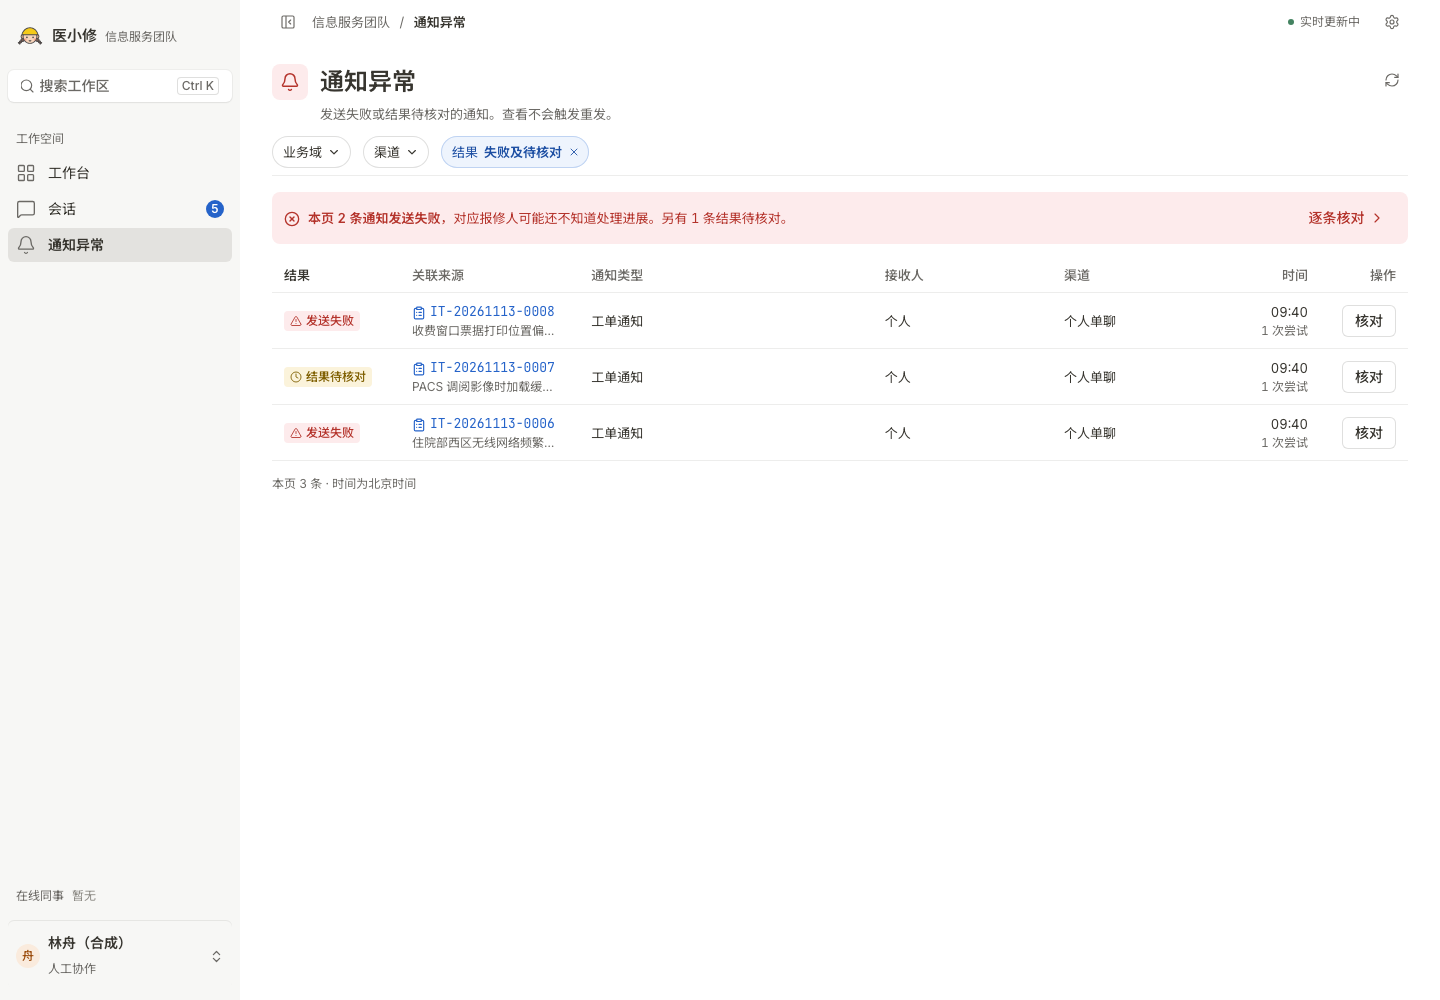 医小修 信息服务团队
搜索工作区 Ctrl K
工作空间
工作台
会话 5
通知异常
在线同事 暂无
舟 林舟（合成）
人工协作
信息服务团队 / 通知异常
实时更新中
通知异常
发送失败或结果待核对的通知。查看不会触发重发。
业务域 渠道 结果 失败及待核对
本页 2 条通知发送失败，对应报修人可能还不知道处理进展。另有 1 条结果待核对。 逐条核对
结果 关联来源 通知类型 接收人 渠道 时间 操作
发送失败 IT-20261113-0008 工单通知 个人 个人单聊 09:40 核对
收费窗口票据打印位置偏... 1 次尝试
结果待核对 IT-20261113-0007 工单通知 个人 个人单聊 09:40 核对
PACS 调阅影像时加载缓... 1 次尝试
发送失败 IT-20261113-0006 工单通知 个人 个人单聊 09:40 核对
住院部西区无线网络频繁... 1 次尝试
本页 3 条 · 时间为北京时间